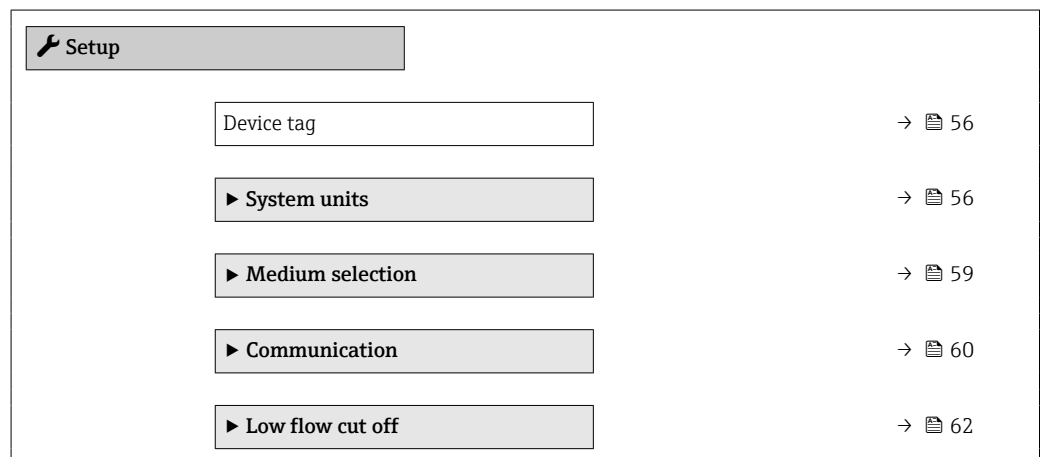 Setup
Device tag → 56
▶ System units → 56
▶ Medium selection → 59
▶ Communication → 60
▶ Low flow cut off → 62